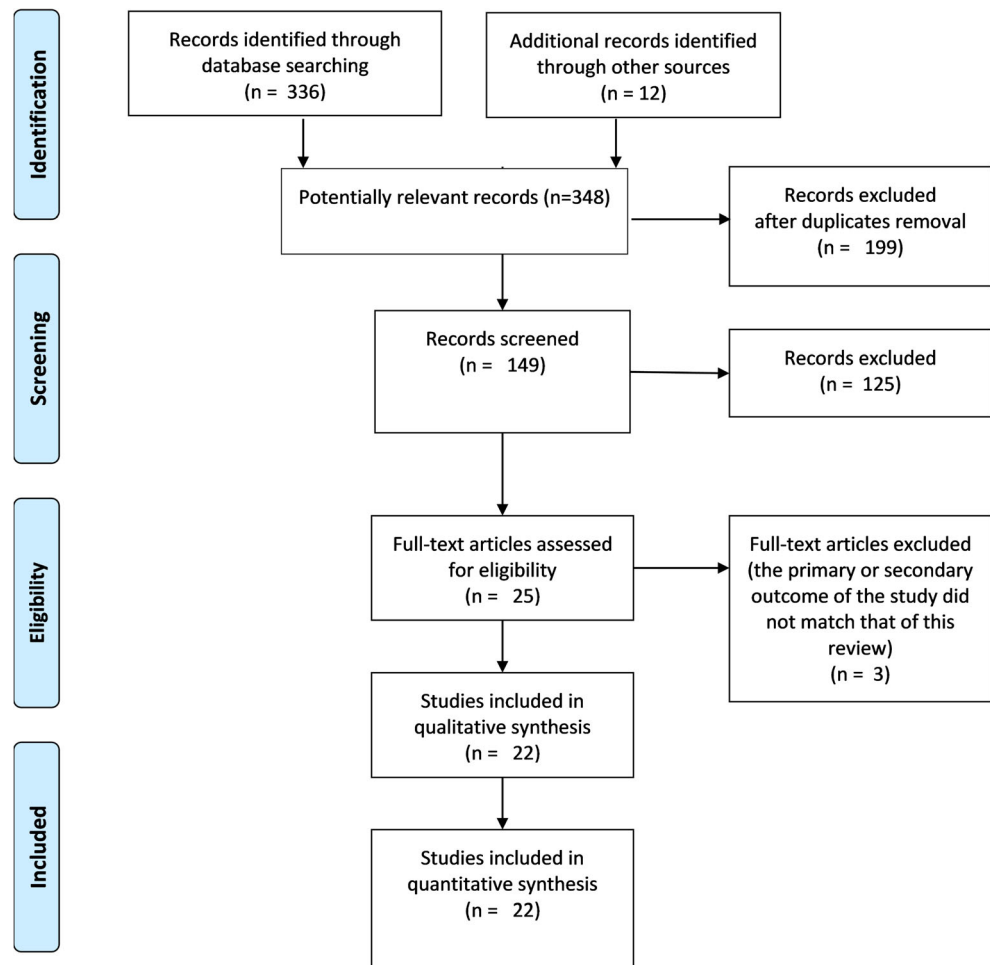 Identification
Records identified through
database searching
(n = 336)
Additional records identified
through other sources
(n = 12)
Potentially relevant records (n=348)
Records excluded
after duplicates removal
(n = 199)
Screening
Records screened
(n = 149)
Records excluded
(n = 125)
Eligibility
Full-text articles assessed
for eligibility
(n = 25)
Full-text articles excluded
(the primary or secondary
outcome of the study did
not match that of this
review)
(n = 3)
Studies included in
qualitative synthesis
(n = 22)
Included
Studies included in
quantitative synthesis
(n = 22)